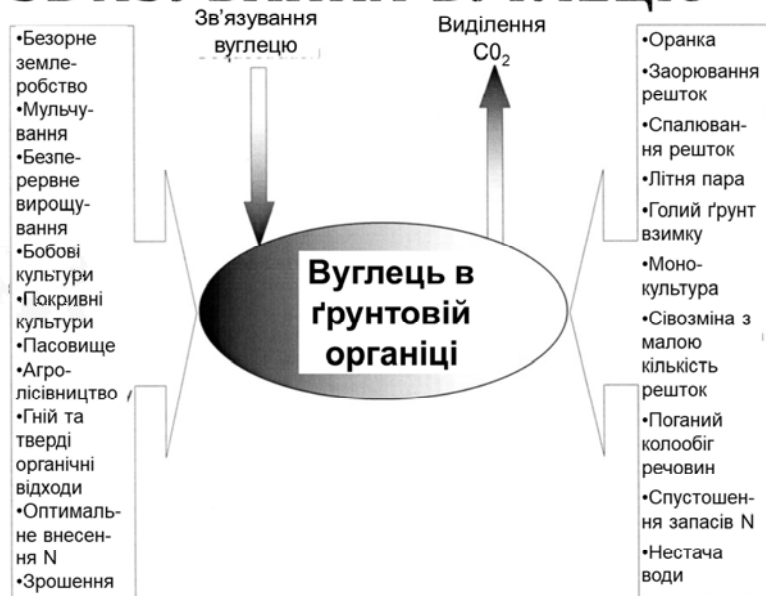 Зв’язування
вуглецю
Виділення
С0₂
•Безорне
земле-
робство
•Мульчу-
вання
•Безпе-
рервне
вирощу-
вання
•Бобові
культури
•Покривні
культури
•Пасовище
•Агро-
лісівництво
•Гній та
тверді
органічні
відходи
•Оптималь-
не внесен-
ня N
•Зрошення
Вуглець в
ґрунтовій
органіці
•Оранка
•Заорювання
решток
•Спалюван-
ня решток
•Літня пара
•Голий ґрунт
взимку
•Моно-
культура
•Сівозміна з
малою
кількість
решток
•Поганий
колообіг
речовин
•Спустошен-
ня запасів N
•Нестача
води